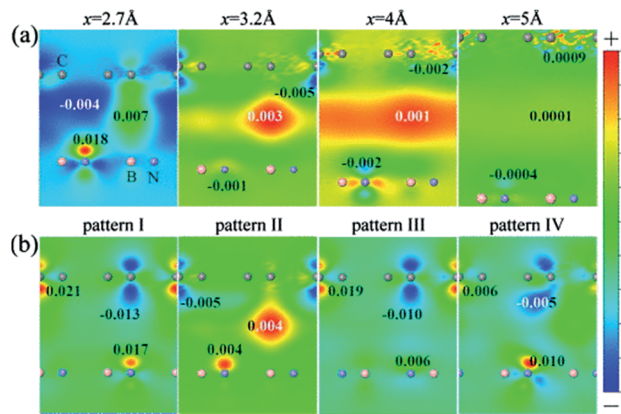 x=2.7Å x=3.2Å x=4Å x=5Å
(a) +
C -0.002 0.0009
-0.004 0.007 -0.005 0.003 0.001 0.0001
0.018 -0.002 -0.0004
B N -0.001
pattern I pattern II pattern III pattern IV
(b)
0.021 -0.005 0.019 0.006 -0.005
-0.013 0.004 -0.010
0.017 0.004 0.006 0.010
−